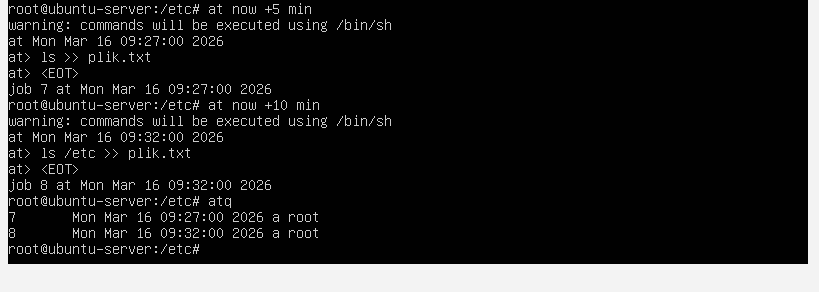 root@ubuntu-server:/etc# at now +5 min
warning: commands will be executed using /bin/sh
at Mon Mar 16 09:27:00 2026
at> ls >> plik.txt
at> <EOT>
job 7 at Mon Mar 16 09:27:00 2026
root@ubuntu-server:/etc# at now +10 min
warning: commands will be executed using /bin/sh
at Mon Mar 16 09:32:00 2026
at> ls /etc >> plik.txt
at> <EOT>
job 8 at Mon Mar 16 09:32:00 2026
root@ubuntu-server:/etc# atq
7       Mon Mar 16 09:27:00 2026 a root
8       Mon Mar 16 09:32:00 2026 a root
root@ubuntu-server:/etc#